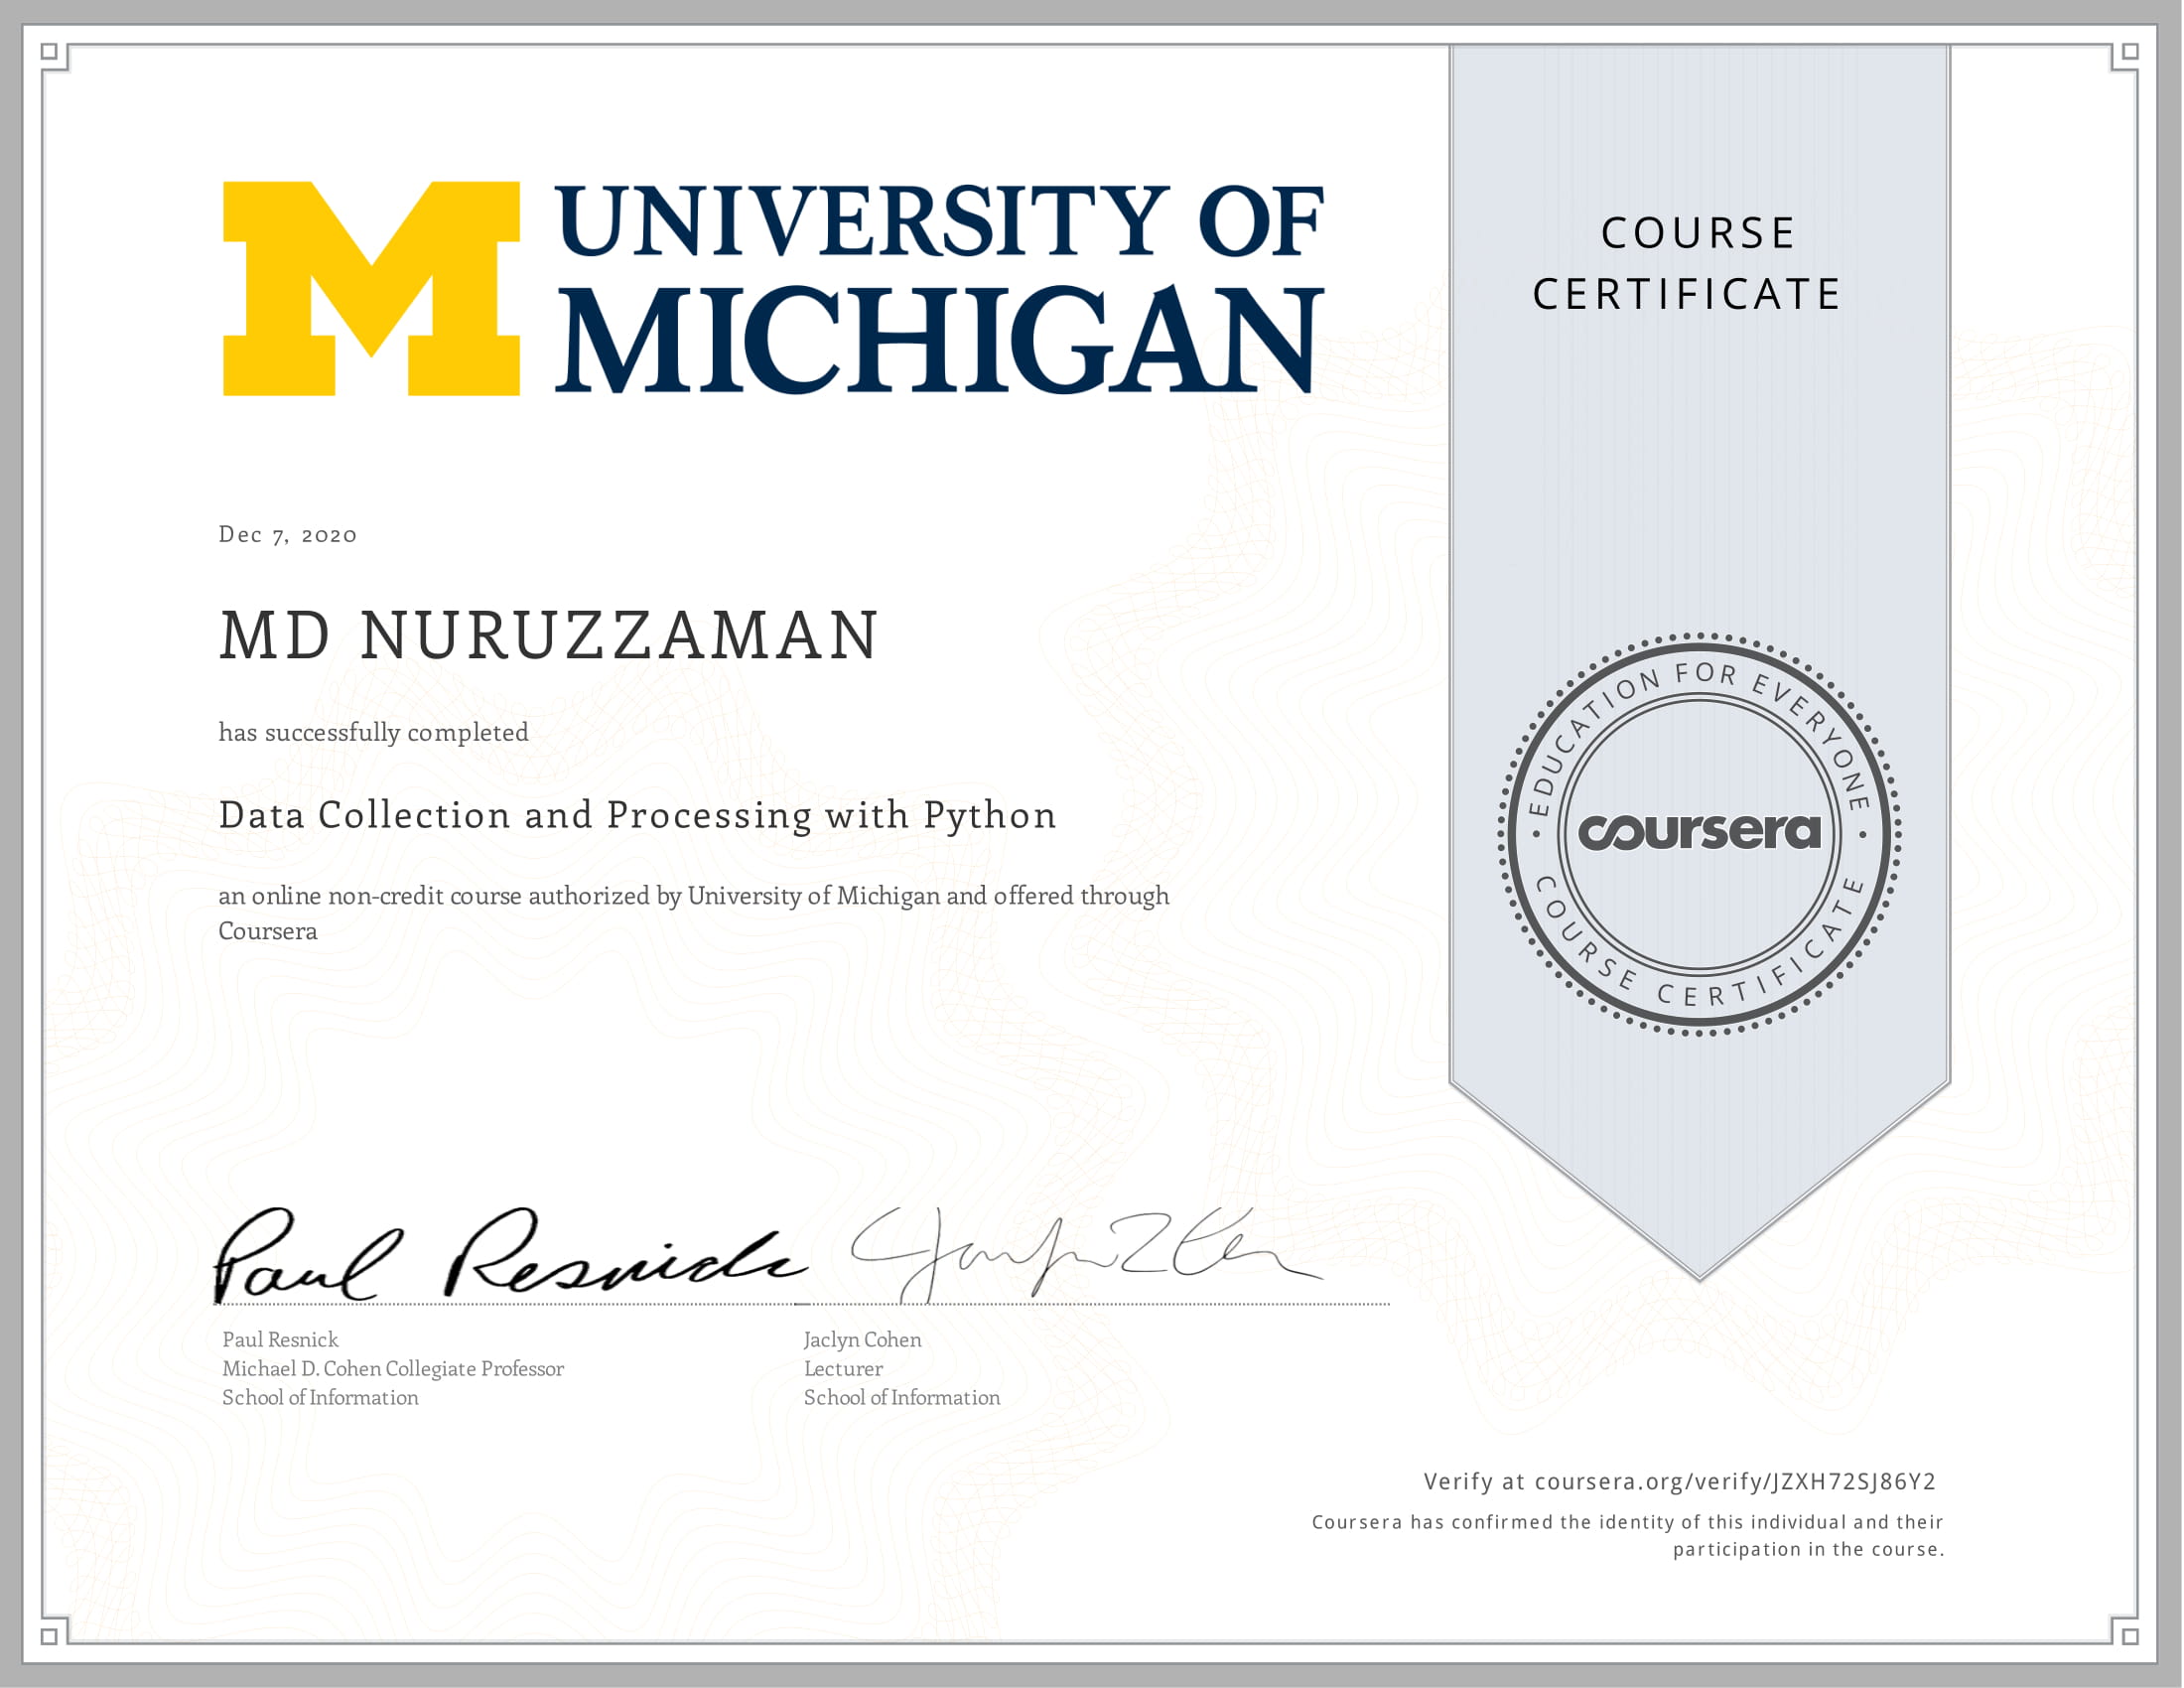 UNIVERSITY OF
MICHIGAN
COURSE
CERTIFICATE
Dec 7, 2020
MD NURUZZAMAN
has successfully completed
Data Collection and Processing with Python
an online non-credit course authorized by University of Michigan and offered through
Coursera
EDUCATION FOR EVERYONE
coursera
COURSE CERTIFICATE
Paul Resnick
Paul Resnick
Michael D. Cohen Collegiate Professor
School of Information
Jaclyn Cohen
Lecturer
School of Information
Verify at coursera.org/verify/JZXH72SJ86Y2
Coursera has confirmed the identity of this individual and their
participation in the course.